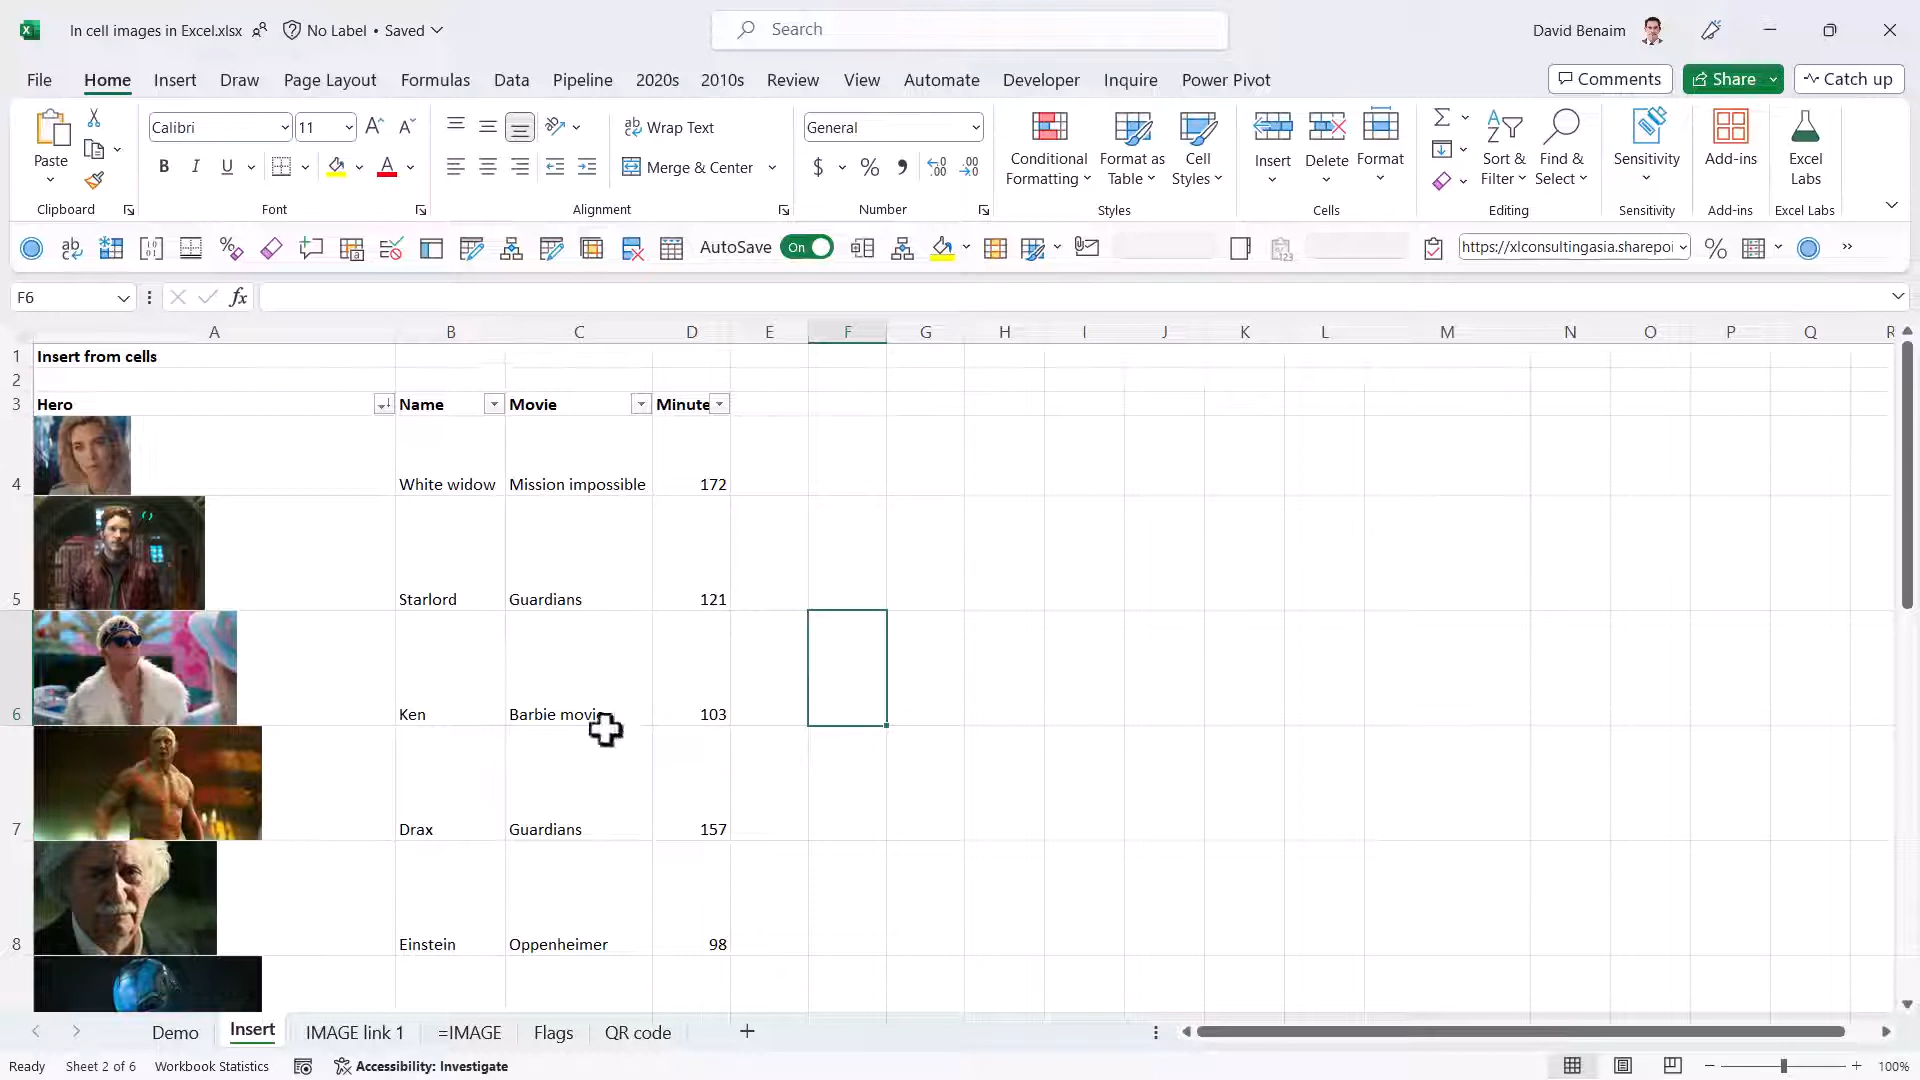 In cell images in Excel.xlsx No Label • Saved Search David Benaim
File Home Insert Draw Page Layout Formulas Data Pipeline 2020s 2010s Review View Automate Developer Inquire Power Pivot Comments Share Catch up
Calibri 11 Wrap Text General
Paste Merge & Center Conditional Formatting Format as Table Cell Styles Insert Delete Format Sort & Filter Find & Select Sensitivity Add-ins Excel Labs
Clipboard Font Alignment Number Styles Cells Editing Sensitivity Add-ins Excel Labs
AutoSave On https://xlconsultingasia.sharepoi
F6 fx
A B C D E F G H I J K L M N O P Q R
1 Insert from cells
2
3 Hero Name Movie Minute
4 White widow Mission impossible 172
5 Starlord Guardians 121
6 Ken Barbie movi 103
7 Drax Guardians 157
8 Einstein Oppenheimer 98
Demo Insert IMAGE link 1 =IMAGE Flags QR code
Ready Sheet 2 of 6 Workbook Statistics Accessibility: Investigate 100%